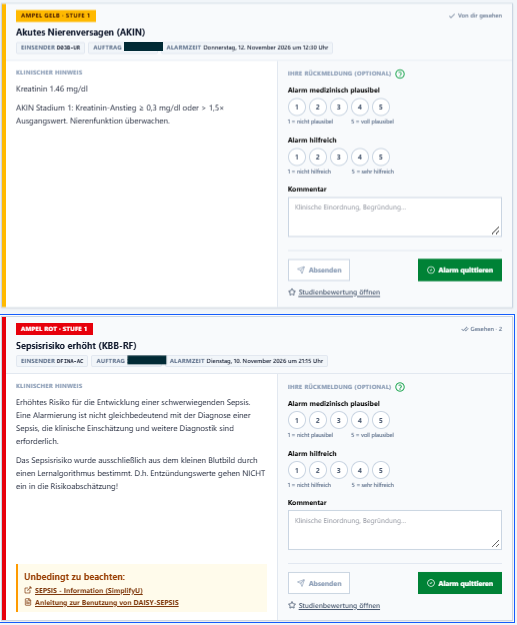 AMPEL GELB · STUFE 1
Von dir gesehen
Akutes Nierenversagen (AKIN)
EINSENDER D03B-UR AUFTRAG ALARMZEIT Donnerstag, 12. November 2026 um 12:30 Uhr
KLINISCHER HINWEIS
Kreatinin 1.46 mg/dl
AKIN Stadium 1: Kreatinin-Anstieg ≥ 0,3 mg/dl oder > 1,5×
Ausgangswert. Nierenfunktion überwachen.
IHRE RÜCKMELDUNG (OPTIONAL) ?
Alarm medizinisch plausibel
1 2 3 4 5
1 = nicht plausibel 5 = voll plausibel
Alarm hilfreich
1 2 3 4 5
1 = nicht hilfreich 5 = sehr hilfreich
Kommentar
Klinische Einordnung, Begründung...
Absenden
Alarm quittieren
Studienbewertung öffnen
AMPEL ROT · STUFE 1
Gesehen · 2
Sepsisrisiko erhöht (KBB-RF)
EINSENDER DFINA-AC AUFTRAG ALARMZEIT Dienstag, 10. November 2026 um 21:15 Uhr
KLINISCHER HINWEIS
Erhöhtes Risiko für die Entwicklung einer schwerwiegenden Sepsis.
Eine Alarmierung ist nicht gleichbedeutend mit der Diagnose einer
Sepsis, die klinische Einschätzung und weitere Diagnostik sind
erforderlich.
Das Sepsisrisiko wurde ausschließlich aus dem kleinen Blutbild durch
einen Lernalgorithmus bestimmt. D.h. Entzündungswerte gehen NICHT
ein in die Risikoabschätzung!
Unbedingt zu beachten:
SEPSIS - Information (SimplifyU)
Anleitung zur Benutzung von DAISY-SEPSIS
IHRE RÜCKMELDUNG (OPTIONAL) ?
Alarm medizinisch plausibel
1 2 3 4 5
1 = nicht plausibel 5 = voll plausibel
Alarm hilfreich
1 2 3 4 5
1 = nicht hilfreich 5 = sehr hilfreich
Kommentar
Klinische Einordnung, Begründung...
Absenden
Alarm quittieren
Studienbewertung öffnen